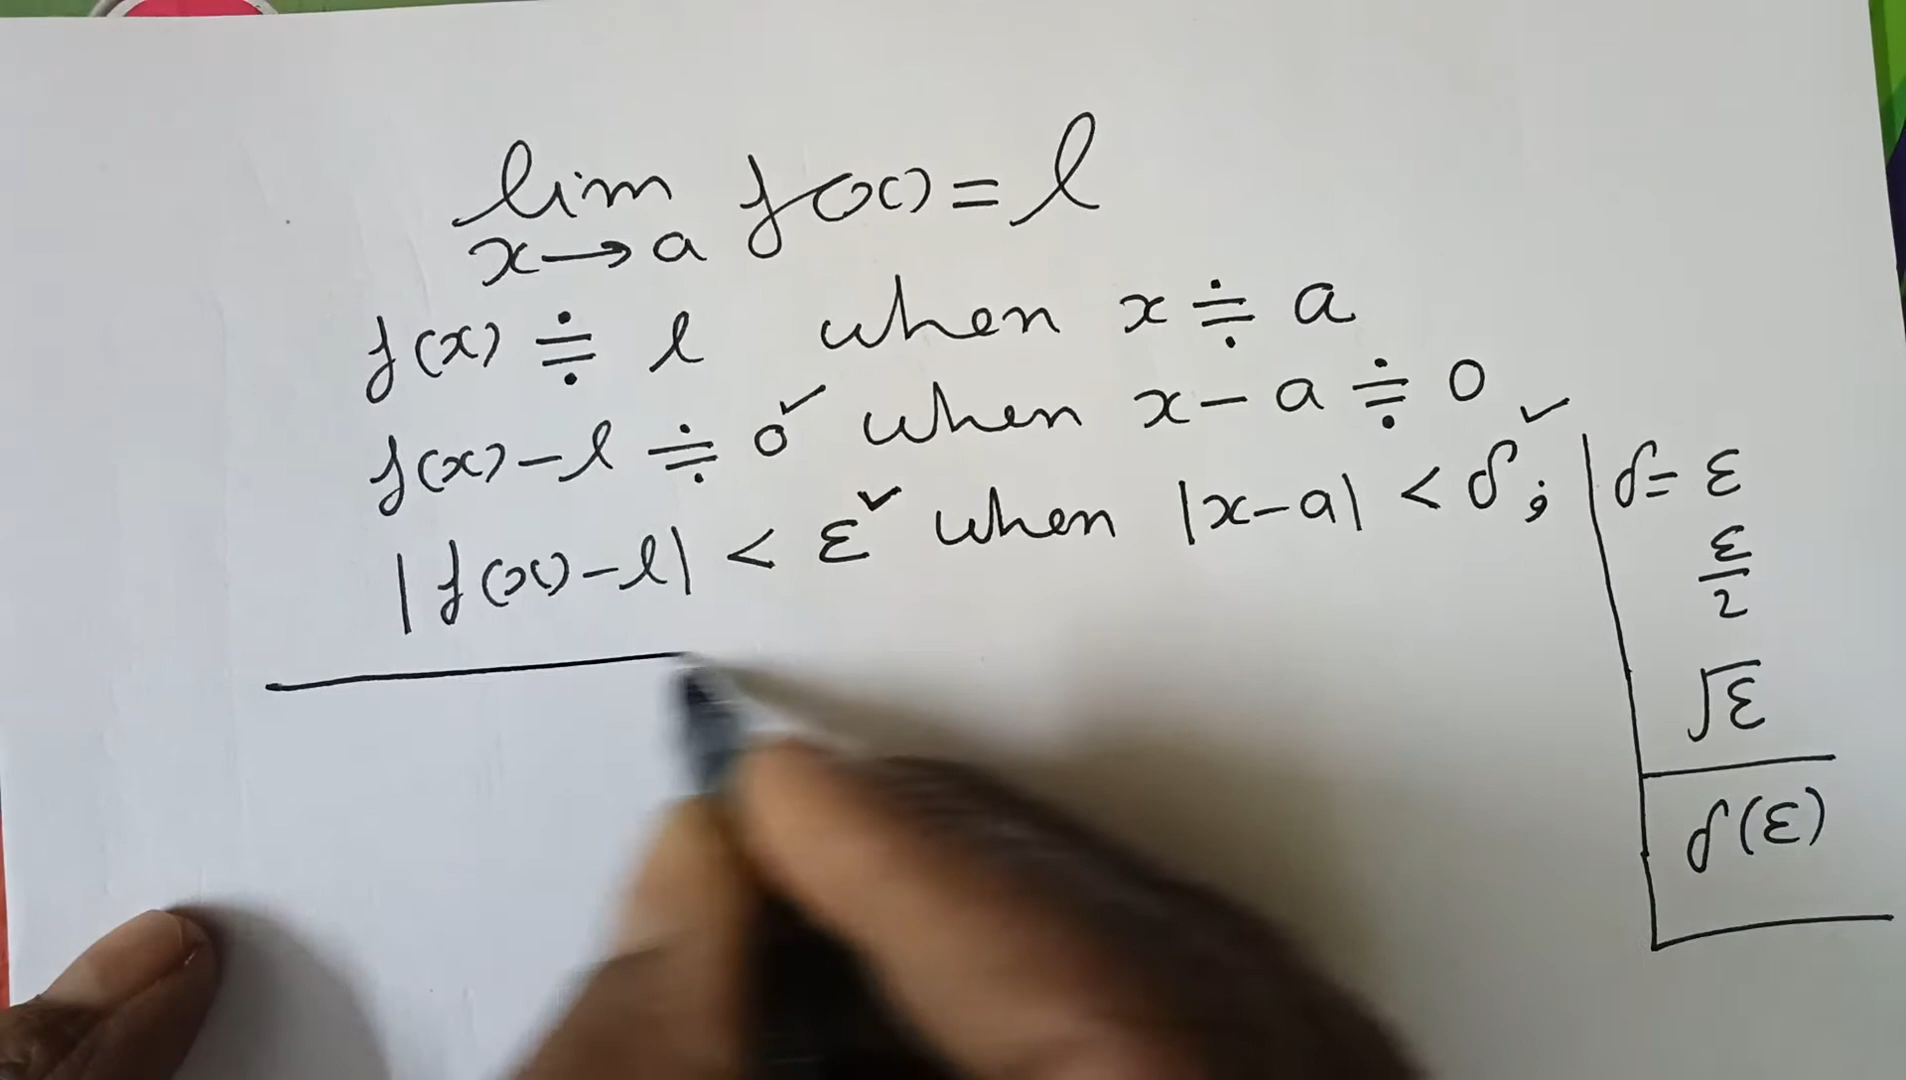 lim f(x) = l
x → a
f(x) ≑ l when x ≑ a
f(x) - l ≑ 0 ✓ when x - a ≑ 0
|f(x) - l| < ε ✓ when |x - a| < δ ✓ ;
δ = ε
ε/2
√ε
δ(ε)